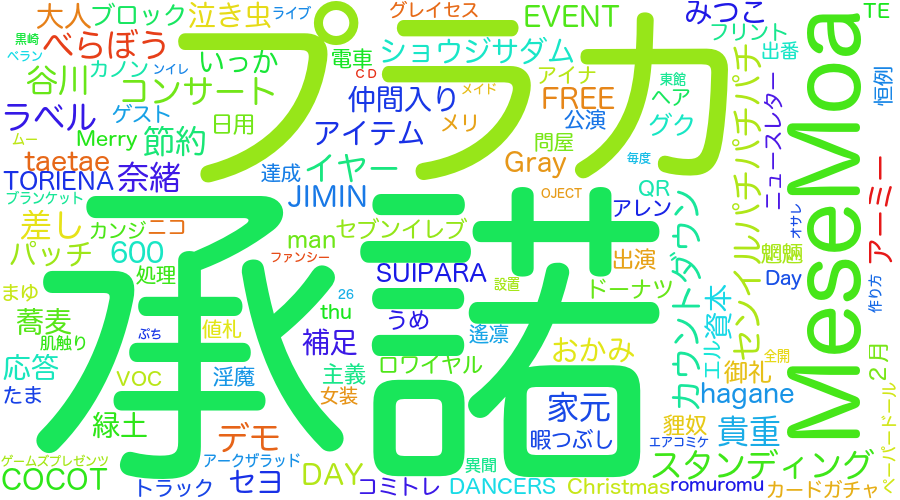 プラカ
承諾
MeseMoa
黒崎
ベラン
ブロック
泣き虫
ライブ
大人
べらぼう
カノン
ンイレ
いっか
電車
グレイセス
EVENT
みつこ
TE
ショウジサダム
フリント
出番
谷川
コンサート
CD
アイナ
メイド
東館
恒例
ラベル
ゲスト
日用
仲間入り
FREE
ヘア
ムー
Merry
節約
アイテム
メリ
公演
グク
センイルパチパチパチ
ニュースレター
taetae
達成
イヤー
問屋
毎度
Gray
TORIENA
奈緒
JIMIN
OJECT
QR
アーミー
プランケット
差し
カンジ
ニコ
セブンイレブ
アレン
オサレ
カウントダウン
パッチ
600
man
ファンシー
出演
魍魎
処理
SUIPARA
設置
ドーナツ
Day
作り方
まゆ
26
thu
蕎麦
ぷち
値札
補足
うめ
遙凛
エル
資本
肌触り
応答
VOC
淫魔
主義
ロワイヤル
おかみ
御礼
全開
2月
たま
女装
家元
hagane
緑土
デモ
暇つぶし
エアコミケ
貍奴
貴重
ペーパードール
ゲームズプレゼンツ
アークザラッド
異聞
スタンディング
COCOT
セヨ
DAY
コミトレ
DANCERS
Christmas
romuromu
トラック
カードガチャ